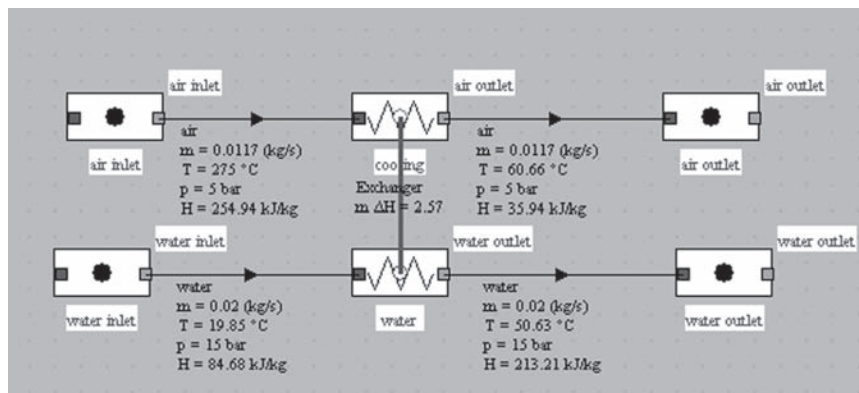 air inlet
air outlet
air outlet
air
m = 0.0117 (kg/s)
T = 275 °C
p = 5 bar
H = 254.94 kJ/kg
air
m = 0.0117 (kg/s)
T = 60.66 °C
p = 5 bar
H = 35.94 kJ/kg
air inlet
cooling
air outlet
Exchanger
m ΔH = 2.57
water inlet
water outlet
water outlet
water
m = 0.02 (kg/s)
T = 19.85 °C
p = 15 bar
H = 84.68 kJ/kg
water
m = 0.02 (kg/s)
T = 50.63 °C
p = 15 bar
H = 213.21 kJ/kg
water inlet
water
water outlet